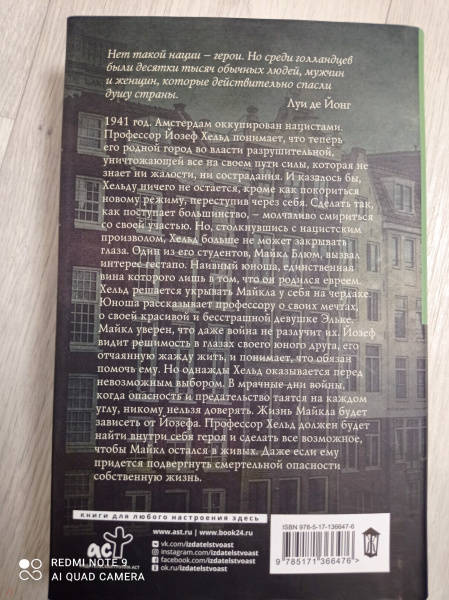 Нет такой нации – герои. Но среди голландцев
были десятки тысяч обычных людей, мужчин
и женщин, которые действительно спасли
душу страны.
Луи де Йонг
1941 год. Амстердам оккупирован нацистами.
Профессор Йозеф Хельд понимает, что теперь
его родной город во власти разрушительной,
уничтожающей все на своем пути силы, которая не
знает ни жалости, ни сострадания. И казалось бы,
Хельду ничего не остается, кроме как покориться
новому режиму, переступив через себя. Сделать так,
как поступает большинство, – молчаливо смириться
со своей участью. Но, столкнувшись с нацистским
произволом, Хельд больше не может закрывать
глаза. Один из его студентов, Майкл Блюм, вызвал
интерес гестапо. Наивный юноша, единственная
вина которого лишь в том, что он родился евреем.
Хельд решается укрывать Майкла у себя на чердаке.
Юноша рассказывает профессору о своих мечтах,
о своей красивой и бесстрашной девушке Эльке.
Майкл уверен, что даже война не разлучит их. Йозеф
видит решимость в глазах своего юного друга, его
отчаянную жажду жить, и понимает, что обязан
помочь ему. Но однажды Хельд оказывается перед
невозможным выбором. В мрачные дни войны,
когда опасность и предательство таятся на каждом
углу, никому нельзя доверять. Жизнь Майкла будет
зависеть от Йозефа. Профессор Хельд должен будет
найти внутри себя героя и сделать все возможное,
чтобы Майкл остался в живых. Даже если ему
придется подвергнуть смертельной опасности
собственную жизнь.
книги для любого настроения здесь
www.ast.ru | www.book24.ru
vk.com/izdatelstvoast
instagram.com/izdatelstvoast
facebook.com/izdatelstvoast
ok.ru/izdatelstvoast
аст
ISBN 978-5-17-136647-6
9 785171 366476 >
REDMI NOTE 9
AI QUAD CAMERA